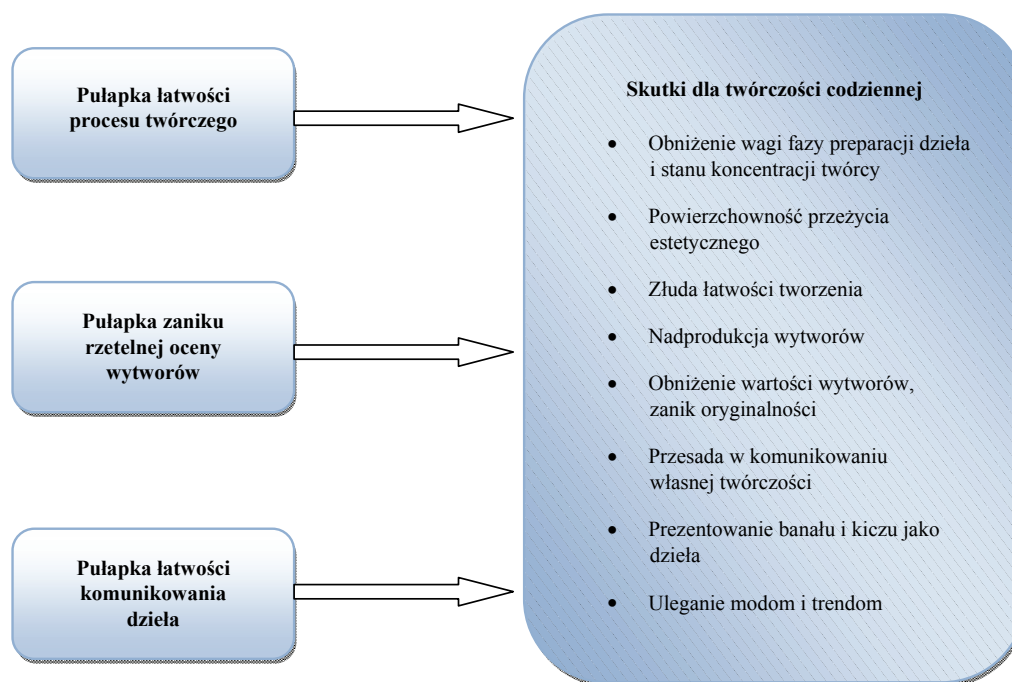 Pułapka łatwości
procesu twórczego
Pułapka zaniku
rzetelnej oceny
wytworów
Pułapka łatwości
komunikowania
dzieła
Skutki dla twórczości codziennej
• Obniżenie wagi fazy preparacji dzieła
i stanu koncentracji twórcy
• Powierzchowność przeżycia
estetycznego
• Złuda łatwości tworzenia
• Nadprodukcja wytworów
• Obniżenie wartości wytworów,
zanik oryginalności
• Przesada w komunikowaniu
własnej twórczości
• Prezentowanie banału i kiczu jako
dzieła
• Uleganie modom i trendom